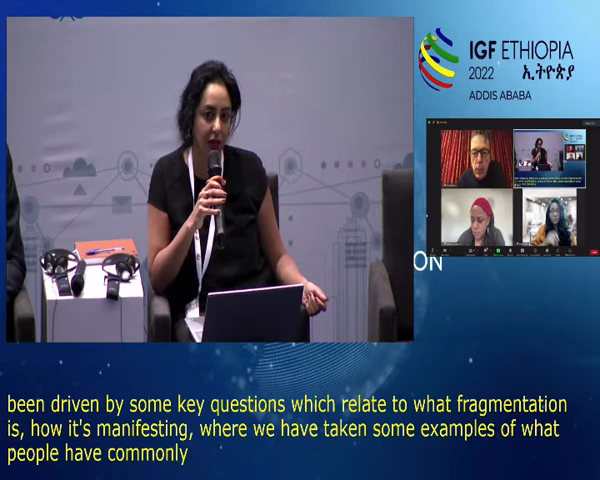 IGF ETHIOPIA
2022 ኢትዮጵያ
ADDIS ABABA
ON
been driven by some key questions which relate to what fragmentation
is, how it's manifesting, where we have taken some examples of what
people have commonly